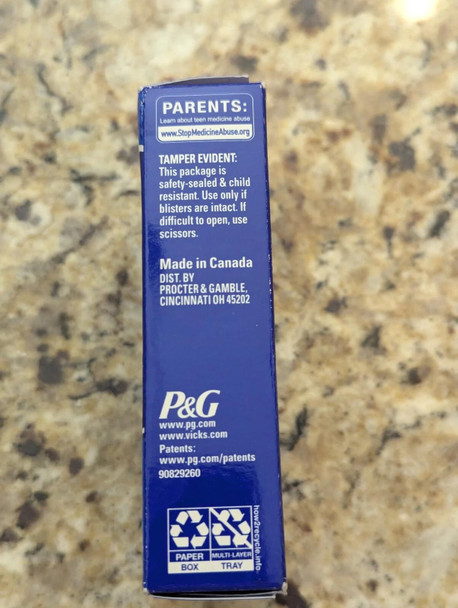 PARENTS:
Learn about teen medicine abuse
www.StopMedicineAbuse.org
TAMPER EVIDENT:
This package is
safety-sealed & child
resistant. Use only if
blisters are intact. If
difficult to open, use
scissors.
Made in Canada
DIST. BY
PROCTER & GAMBLE,
CINCINNATI OH 45202
P&G
www.pg.com
www.vicks.com
Patents:
www.pg.com/patents
90829260
PAPER
BOX
MULTI-LAYER
TRAY
how2recycle.info